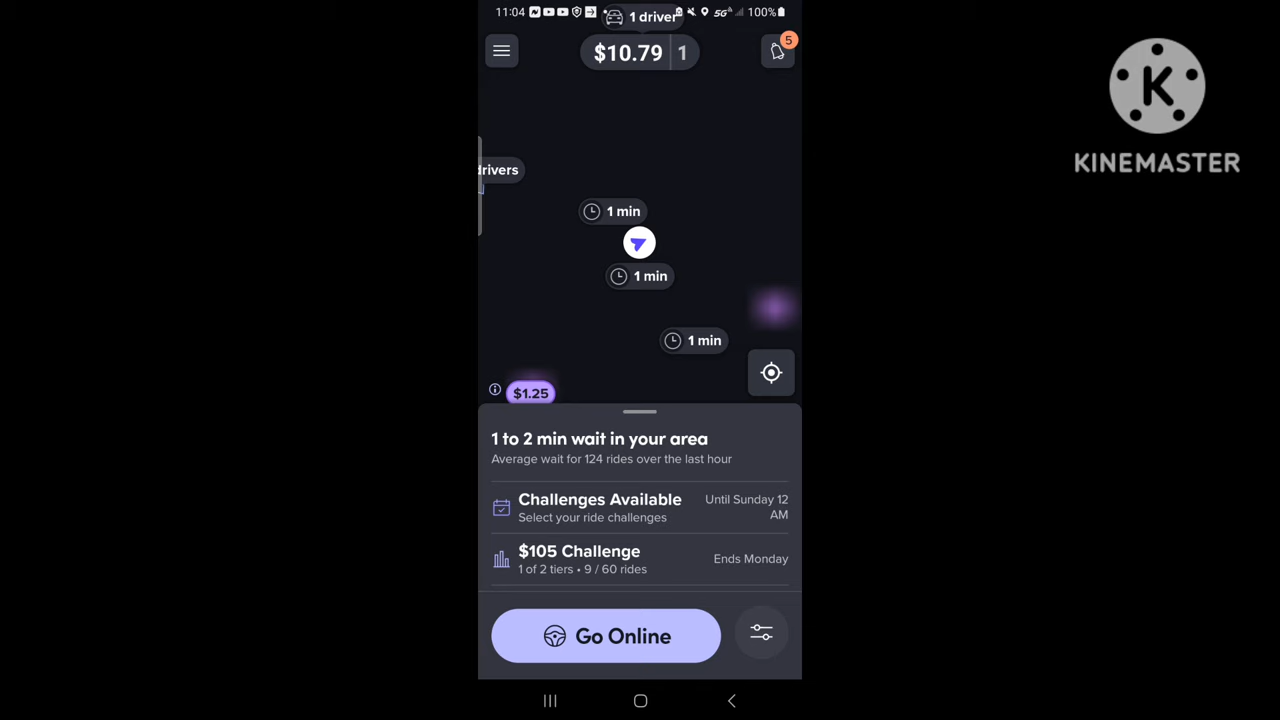 11:04
1 driver
5G
100%
$10.79 | 1
5
drivers
1 min
1 min
1 min
$1.25
1 to 2 min wait in your area
Average wait for 124 rides over the last hour
Challenges Available
Select your ride challenges
Until Sunday 12
AM
$105 Challenge
1 of 2 tiers • 9 / 60 rides
Ends Monday
Go Online
K
KINEMASTER